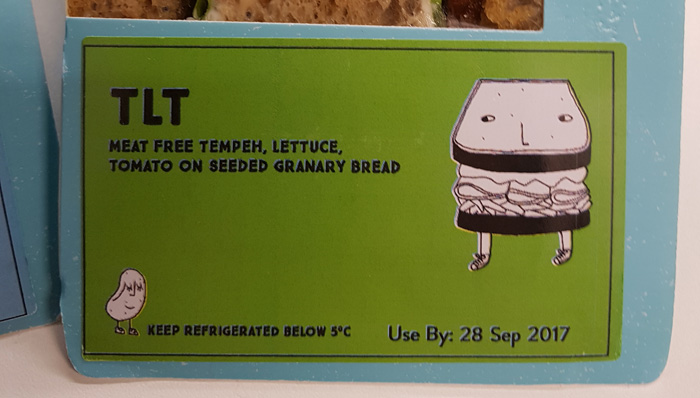 TLT
MEAT FREE TEMPEH, LETTUCE,
TOMATO ON SEEDED GRANARY BREAD
KEEP REFRIGERATED BELOW 5°C
Use By: 28 Sep 2017